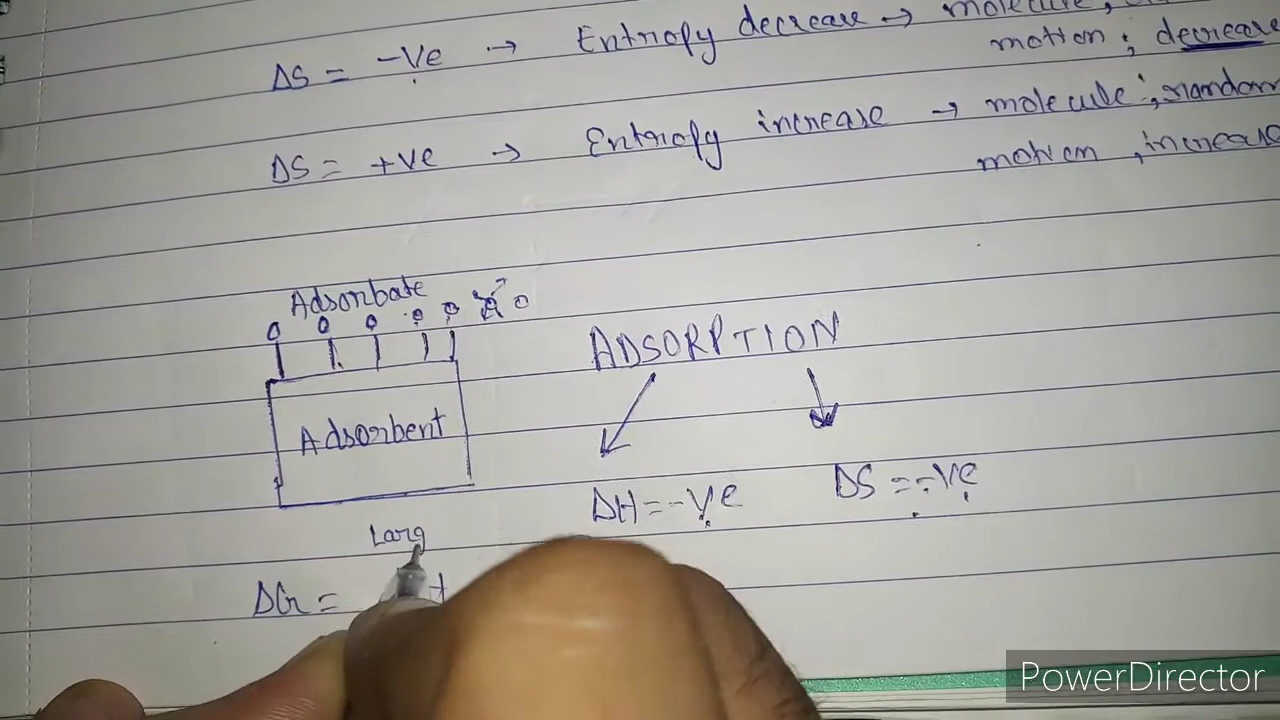 ΔS = -ve → Entropy decrease → molecule,
motion ; decrease
ΔS = +ve → Entropy increase → molecule ; random
motion , increase
Adsorbate
ADSORPTION
Adsorbent
ΔH = -ve
ΔS = -ve
Larg
ΔG =
+
PowerDirector